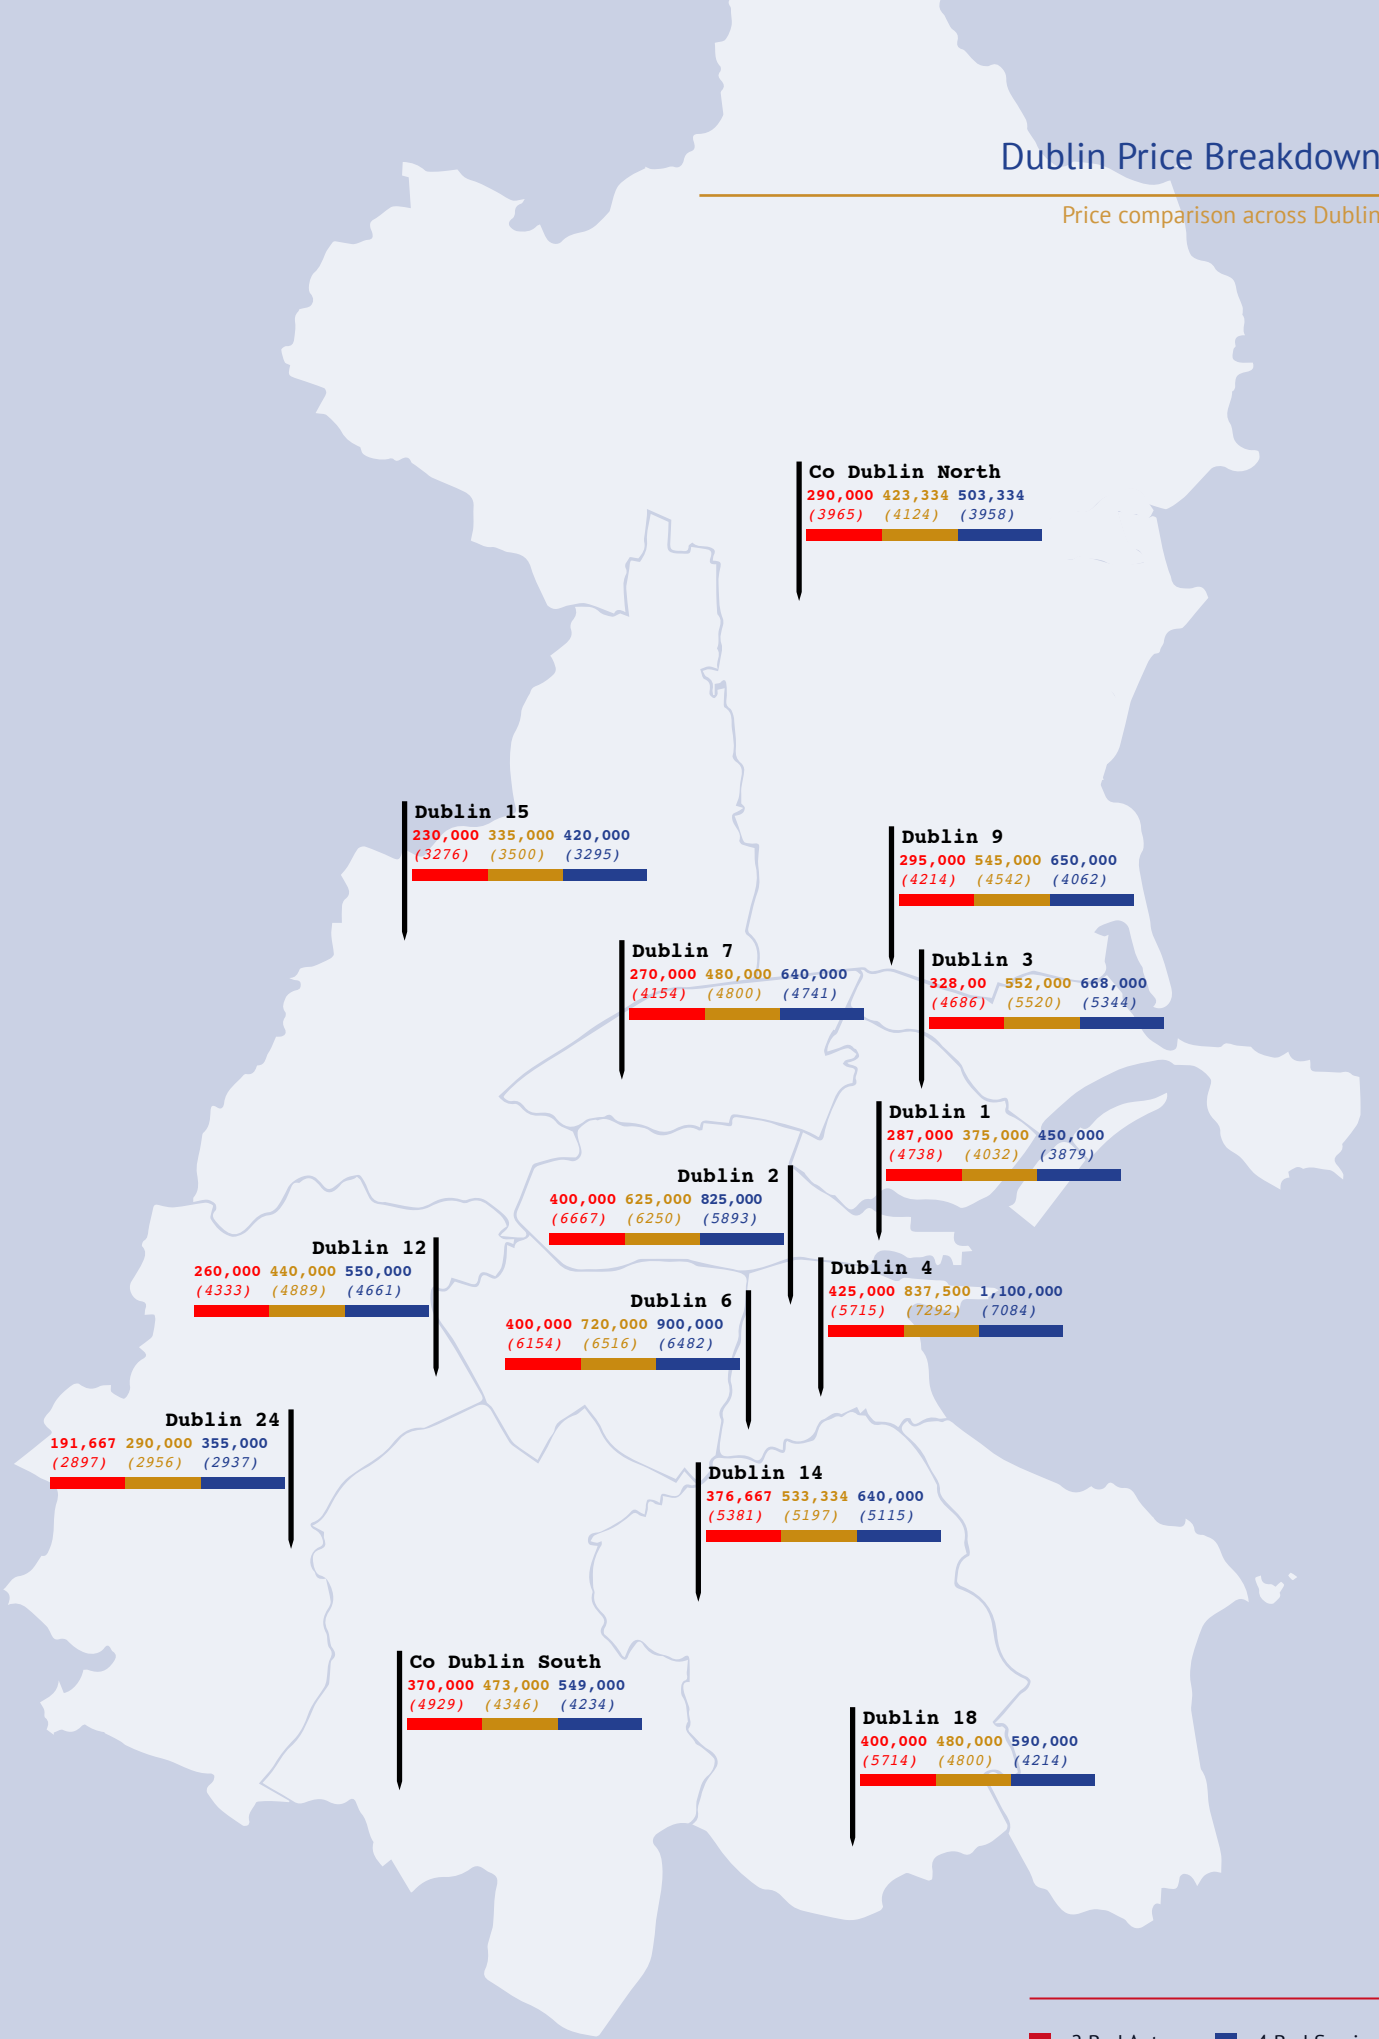 Dublin Price Breakdown
Price comparison across Dublin
Co Dublin North
290,000 423,334 503,334
(3965) (4124) (3958)
Dublin 15
230,000 335,000 420,000
(3276) (3500) (3295)
Dublin 9
295,000 545,000 650,000
(4214) (4542) (4062)
Dublin 7
270,000 480,000 640,000
(4154) (4800) (4741)
Dublin 3
328,00 552,000 668,000
(4686) (5520) (5344)
Dublin 1
287,000 375,000 450,000
(4738) (4032) (3879)
Dublin 2
400,000 625,000 825,000
(6667) (6250) (5893)
Dublin 12
260,000 440,000 550,000
(4333) (4889) (4661)
Dublin 4
425,000 837,500 1,100,000
(5715) (7292) (7084)
Dublin 6
400,000 720,000 900,000
(6154) (6516) (6482)
Dublin 24
191,667 290,000 355,000
(2897) (2956) (2937)
Dublin 14
376,667 533,334 640,000
(5381) (5197) (5115)
Co Dublin South
370,000 473,000 549,000
(4929) (4346) (4234)
Dublin 18
400,000 480,000 590,000
(5714) (4800) (4214)